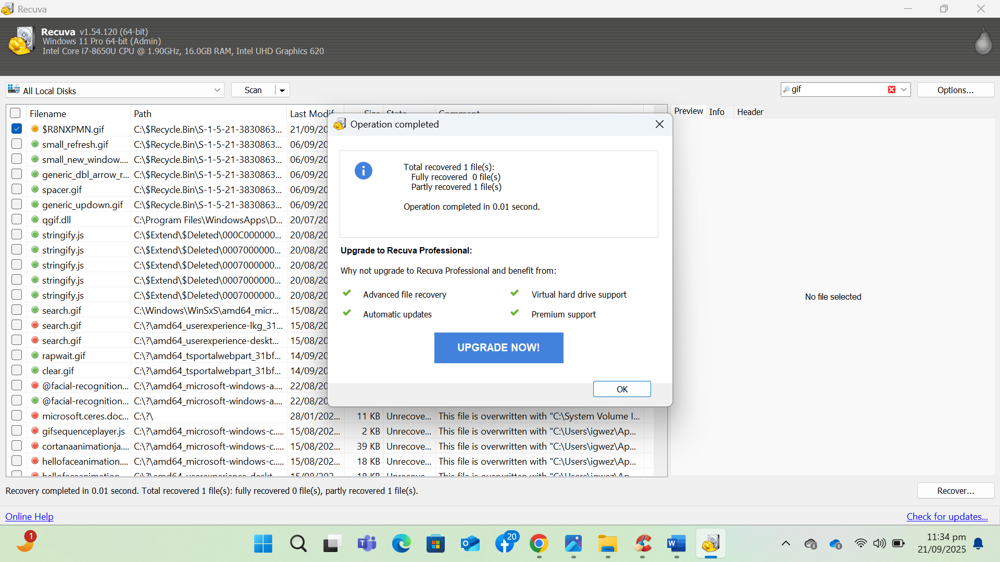 Recuva
Recuva v1.54.120 (64-bit)
Windows 11 Pro 64-bit (Admin)
Intel Core i7-8650U CPU @ 1.90GHz, 16.0GB RAM, Intel UHD Graphics 620
All Local Disks
Scan
gif
Options...
Filename Path Last Modif
Preview Info Header
$R8NXPMN.gif C:\$Recycle.Bin\S-1-5-21-3830863... 21/09/20
small_refresh.gif C:\$Recycle.Bin\S-1-5-21-3830863... 06/09/20
small_new_window.... C:\$Recycle.Bin\S-1-5-21-3830863... 06/09/20
generic_dbl_arrow_r... C:\$Recycle.Bin\S-1-5-21-3830863... 06/09/20
spacer.gif C:\$Recycle.Bin\S-1-5-21-3830863... 06/09/20
generic_updown.gif C:\$Recycle.Bin\S-1-5-21-3830863... 06/09/20
qgif.dll C:\Program Files\WindowsApps\D... 20/07/20
stringify.js C:\$Extend\$Deleted\000C000000... 20/08/20
stringify.js C:\$Extend\$Deleted\0007000000... 20/08/20
stringify.js C:\$Extend\$Deleted\0007000000... 20/08/20
stringify.js C:\$Extend\$Deleted\0007000000... 20/08/20
stringify.js C:\$Extend\$Deleted\0007000000... 20/08/20
search.gif C:\Windows\WinSxS\amd64_micr... 15/08/20
search.gif C:\?\amd64_userexperience-lkg_31... 15/08/20
search.gif C:\?\amd64_userexperience-deskt... 15/08/20
rapwait.gif C:\?\amd64_tsportalwebpart_31bf... 14/09/20
clear.gif C:\?\amd64_tsportalwebpart_31bf... 14/09/20
@facial-recognition... C:\?\amd64_microsoft-windows-a.... 22/08/20
@facial-recognition... C:\?\amd64_microsoft-windows-a.... 22/08/20
microsoft.ceres.doc... C:\?\ 28/01/202... 11 KB Unrecove... This file is overwritten with "C:\System Volume I...
gifsequenceplayer.js C:\?\amd64_microsoft-windows-c..... 15/08/202... 2 KB Unrecove... This file is overwritten with "C:\Users\igwez\Ap...
cortanaanimationja.... C:\?\amd64_microsoft-windows-c..... 15/08/202... 39 KB Unrecove... This file is overwritten with "C:\Users\igwez\Ap...
hellofaceanimation.... C:\?\amd64_microsoft-windows-c..... 15/08/202... 18 KB Unrecove... This file is overwritten with "C:\Users\igwez\Ap...
Operation completed
Total recovered 1 file(s):
Fully recovered 0 file(s)
Partly recovered 1 file(s)
Operation completed in 0.01 second.
Upgrade to Recuva Professional:
Why not upgrade to Recuva Professional and benefit from:
Advanced file recovery Virtual hard drive support
Automatic updates Premium support
UPGRADE NOW!
OK
No file selected
Recovery completed in 0.01 second. Total recovered 1 file(s): fully recovered 0 file(s), partly recovered 1 file(s).
Recover...
Online Help
Check for updates...
1
20
11:34 pm
21/09/2025